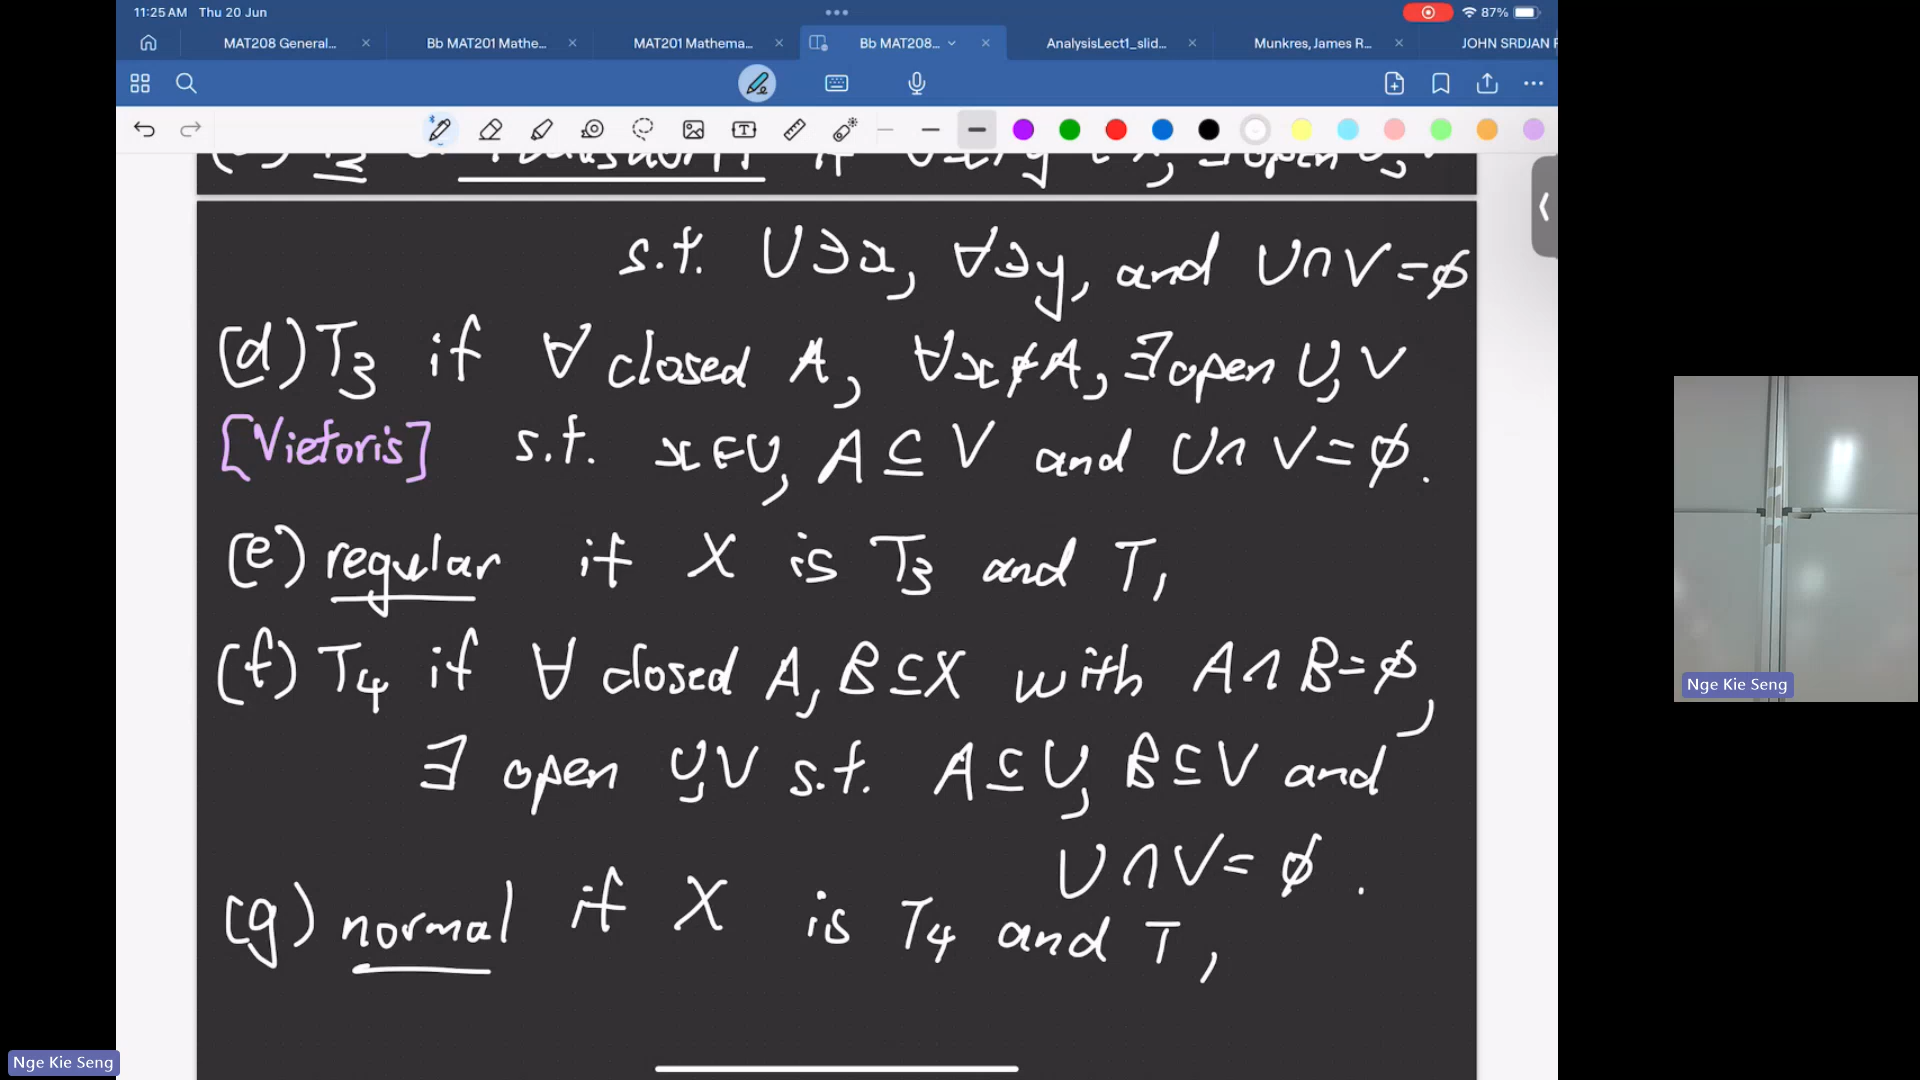 11:25 AM Thu 20 Jun
87%
MAT208 General...
Bb MAT201 Mathe...
MAT201 Mathema...
Bb MAT208...
AnalysisLect1_slid...
Munkres, James R...
JOHN SRDJAN
s.t. U∋x, V∋y, and U∩V=∅
(d) T₃ if ∀ closed A, ∀x∉A, ∃ open U, V
[Vietoris] s.t. x∈U, A⊆V and U∩V=∅.
(e) regular if X is T₃ and T₁
(f) T₄ if ∀ closed A, B⊆X with A∩B=∅,
∃ open U, V s.t. A⊆U, B⊆V and
U∩V=∅.
(g) normal if X is T₄ and T₁
Nge Kie Seng
Nge Kie Seng